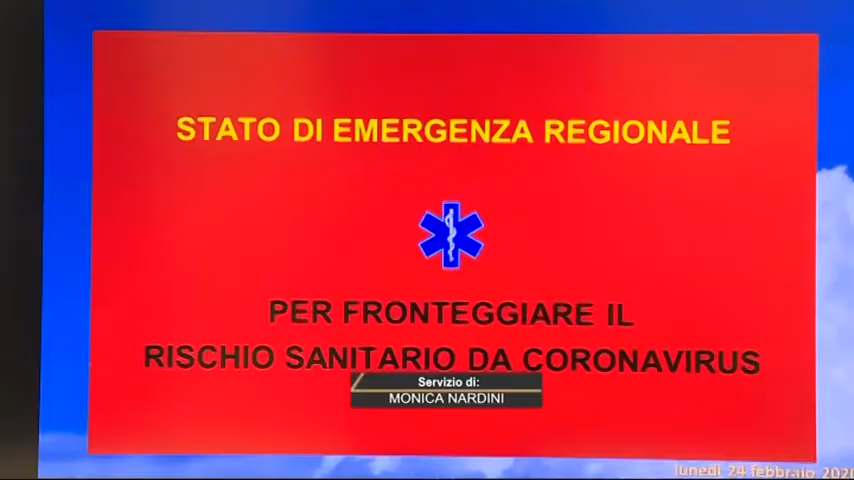 STATO DI EMERGENZA REGIONALE
PER FRONTEGGIARE IL
RISCHIO SANITARIO DA CORONAVIRUS
Servizio di:
MONICA NARDINI
lunedì 24 febbraio 2020